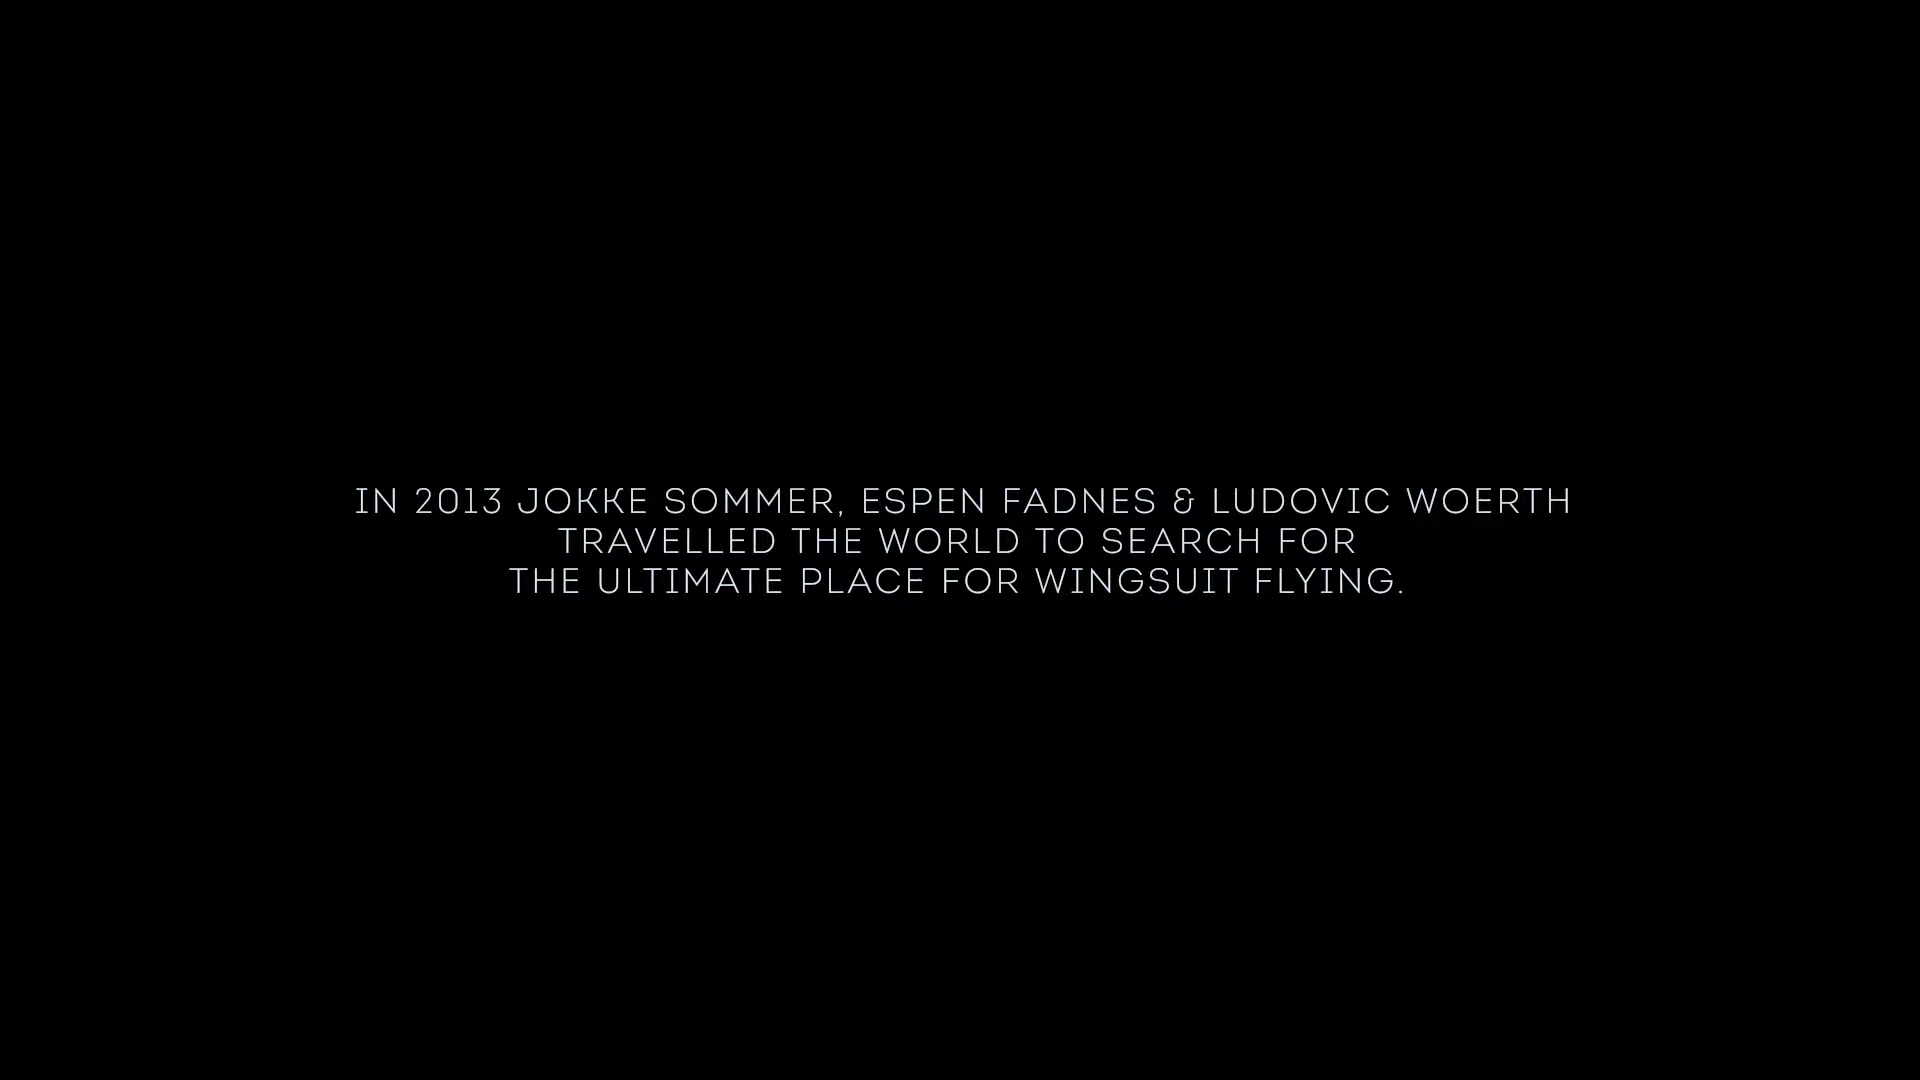 IN 2013 JOKKE SOMMER, ESPEN FADNES & LUDOVIC WOERTH
TRAVELLED THE WORLD TO SEARCH FOR
THE ULTIMATE PLACE FOR WINGSUIT FLYING.